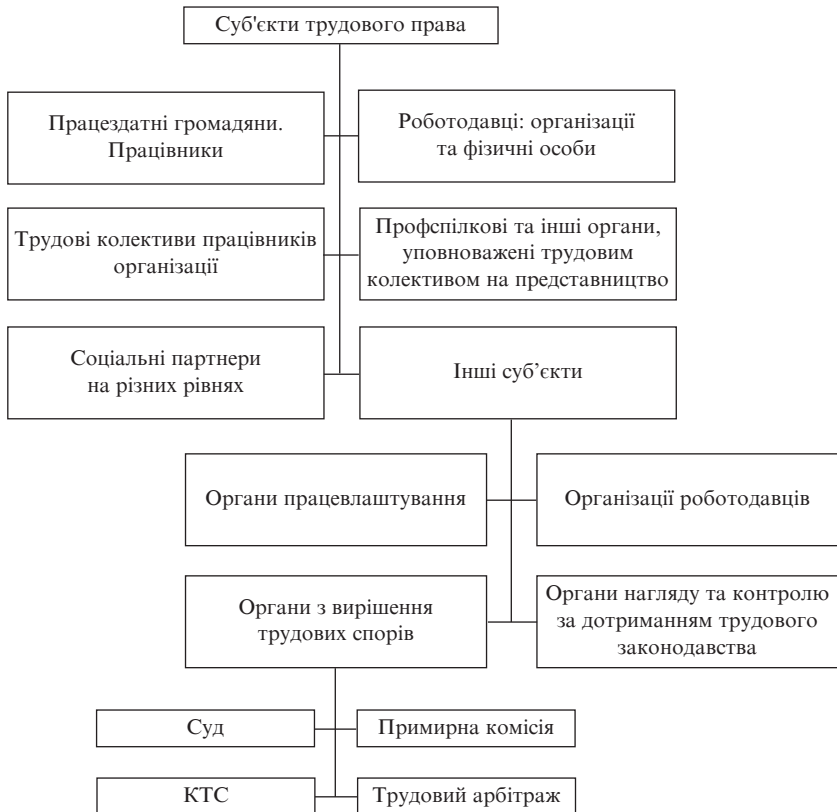 Суб'єкти трудового права
Працездатні громадяни.
Працівники
Роботодавці: організації
та фізичні особи
Трудові колективи працівників
організації
Профспілкові та інші органи,
уповноважені трудовим
колективом на представництво
Соціальні партнери
на різних рівнях
Інші суб’єкти
Органи працевлаштування
Організації роботодавців
Органи з вирішення
трудових спорів
Органи нагляду та контролю
за дотриманням трудового
законодавства
Суд
Примирна комісія
КТС
Трудовий арбітраж